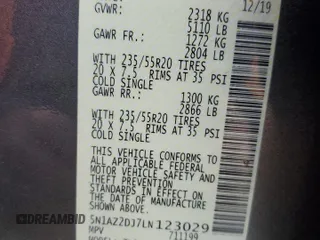 12/19
GVWR: 2318 KG
5110 LB
GAWR FR.: 1272 KG
2804 LB
WITH 235/55R20 TIRES
20 X 7.5 RIMS AT 35 PSI
COLD SINGLE
GAWR RR.: 1300 KG
2866 LB
WITH 235/55R20 TIRES
20 X 7.5 RIMS AT 35 PSI
COLD SINGLE
THIS VEHICLE CONFORMS TO
ALL APPLICABLE FEDERAL
MOTOR VEHICLE SAFETY AND
THEFT PREVENTION STANDARDS
IN EFFECT ON THE DATE OF
MANUFACTURE SHOWN ABOVE.
5N1AZ2DJ7LN123029
MPV 711199
DREAMBID